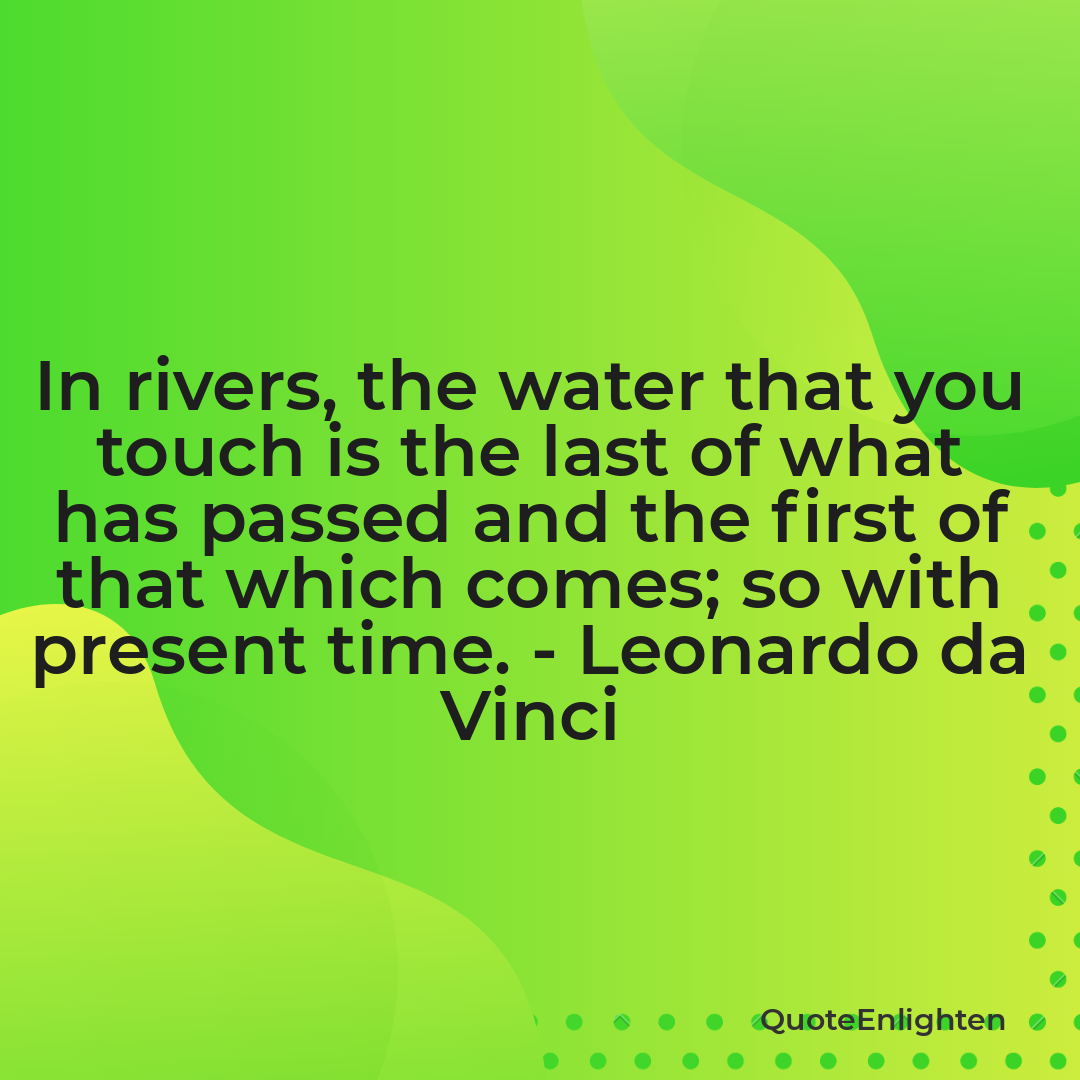 In rivers, the water that you
touch is the last of what
has passed and the first of
that which comes; so with
present time. - Leonardo da
Vinci
QuoteEnlighten